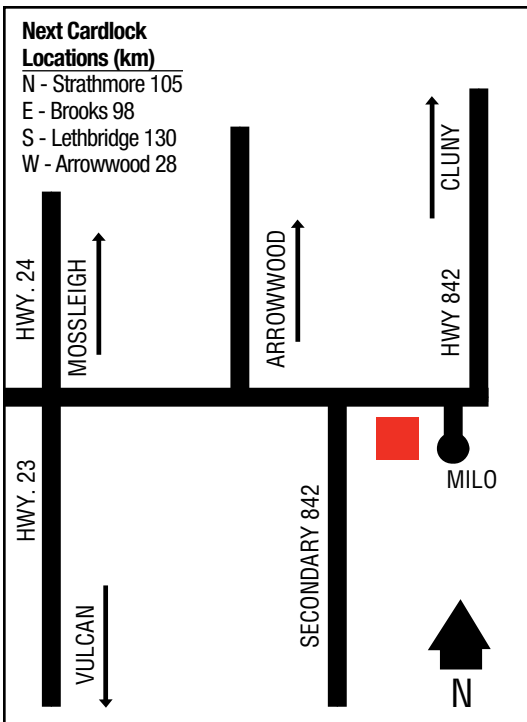 Next Cardlock
Locations (km)
N - Strathmore 105
E - Brooks 98
S - Lethbridge 130
W - Arrowwood 28
CLUNY
HWY. 24
MOSSLEIGH
ARROWWOOD
HWY 842
HWY. 23
VULCAN
SECONDARY 842
MILO
N